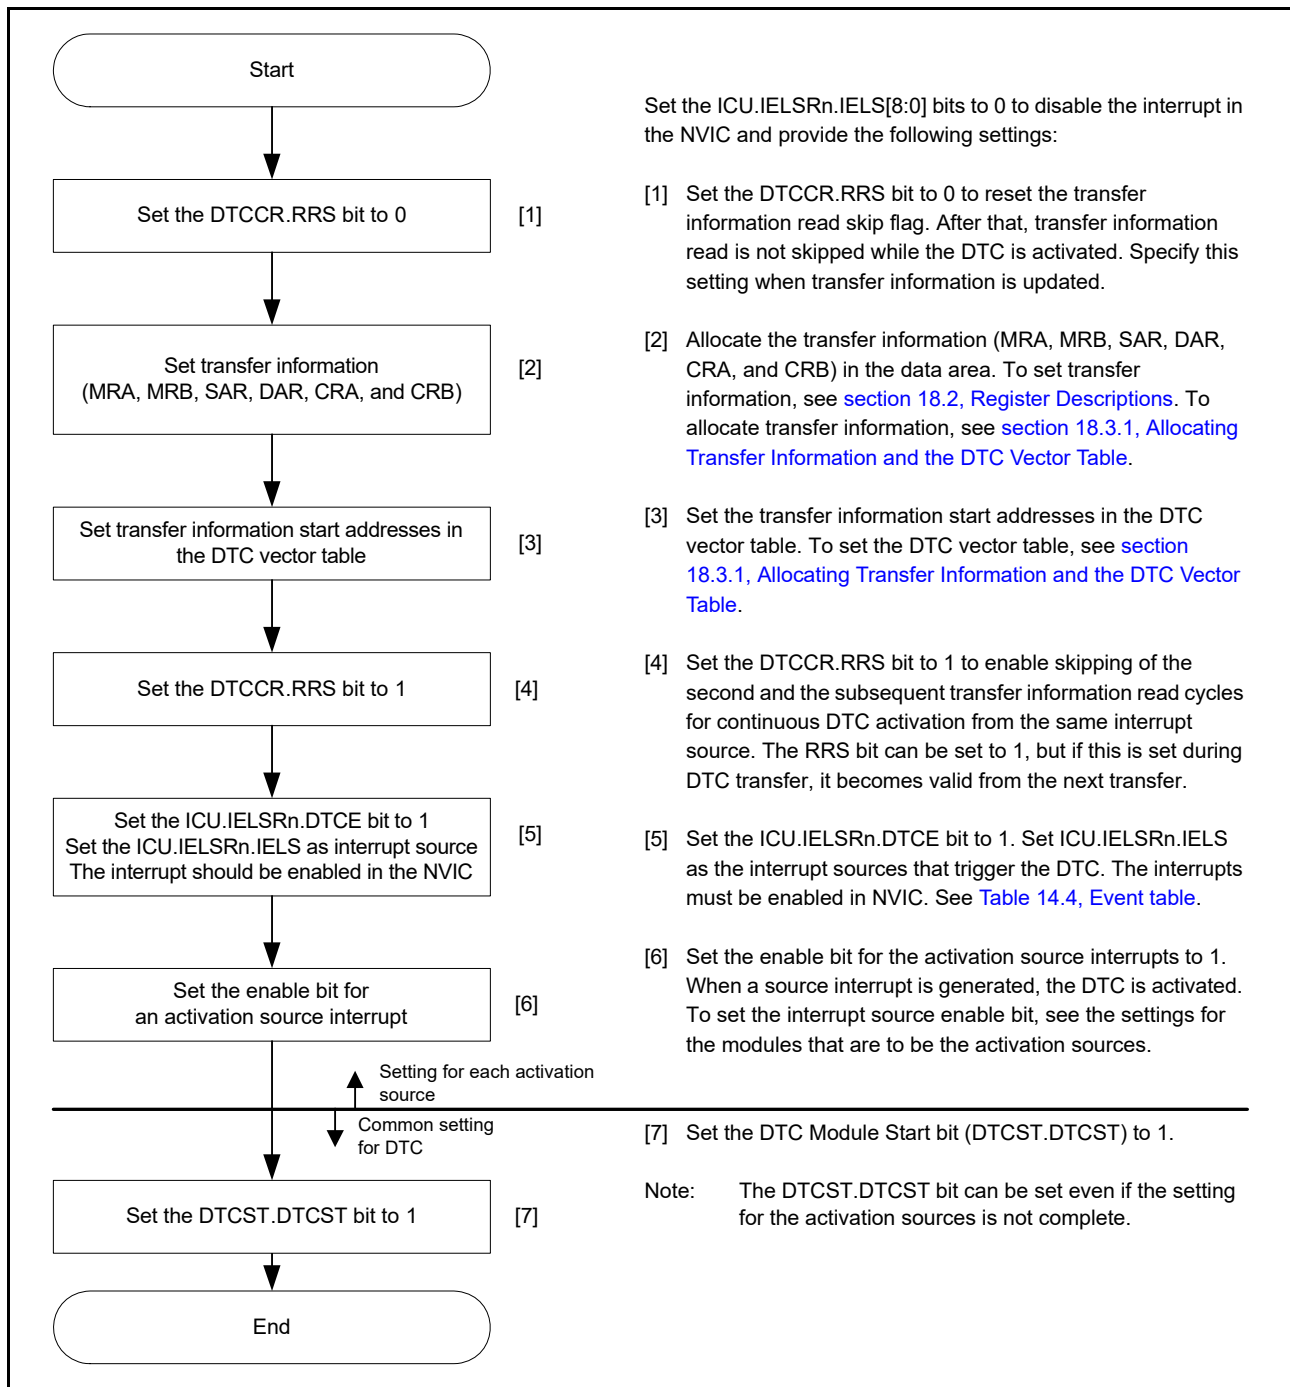 Start
Set the DTCCR.RRS bit to 0
[1]
Set transfer information
(MRA, MRB, SAR, DAR, CRA, and CRB)
[2]
Set transfer information start addresses in
the DTC vector table
[3]
Set the DTCCR.RRS bit to 1
[4]
Set the ICU.IELSRn.DTCE bit to 1
Set the ICU.IELSRn.IELS as interrupt source
The interrupt should be enabled in the NVIC
[5]
Set the enable bit for
an activation source interrupt
[6]
Setting for each activation
source
Common setting
for DTC
Set the DTCST.DTCST bit to 1
[7]
End
Set the ICU.IELSRn.IELS[8:0] bits to 0 to disable the interrupt in
the NVIC and provide the following settings:
[1] Set the DTCCR.RRS bit to 0 to reset the transfer
information read skip flag. After that, transfer information
read is not skipped while the DTC is activated. Specify this
setting when transfer information is updated.
[2] Allocate the transfer information (MRA, MRB, SAR, DAR,
CRA, and CRB) in the data area. To set transfer
information, see section 18.2, Register Descriptions. To
allocate transfer information, see section 18.3.1, Allocating
Transfer Information and the DTC Vector Table.
[3] Set the transfer information start addresses in the DTC
vector table. To set the DTC vector table, see section
18.3.1, Allocating Transfer Information and the DTC Vector
Table.
[4] Set the DTCCR.RRS bit to 1 to enable skipping of the
second and the subsequent transfer information read cycles
for continuous DTC activation from the same interrupt
source. The RRS bit can be set to 1, but if this is set during
DTC transfer, it becomes valid from the next transfer.
[5] Set the ICU.IELSRn.DTCE bit to 1. Set ICU.IELSRn.IELS
as the interrupt sources that trigger the DTC. The interrupts
must be enabled in NVIC. See Table 14.4, Event table.
[6] Set the enable bit for the activation source interrupts to 1.
When a source interrupt is generated, the DTC is activated.
To set the interrupt source enable bit, see the settings for
the modules that are to be the activation sources.
[7] Set the DTC Module Start bit (DTCST.DTCST) to 1.
Note: The DTCST.DTCST bit can be set even if the setting
for the activation sources is not complete.